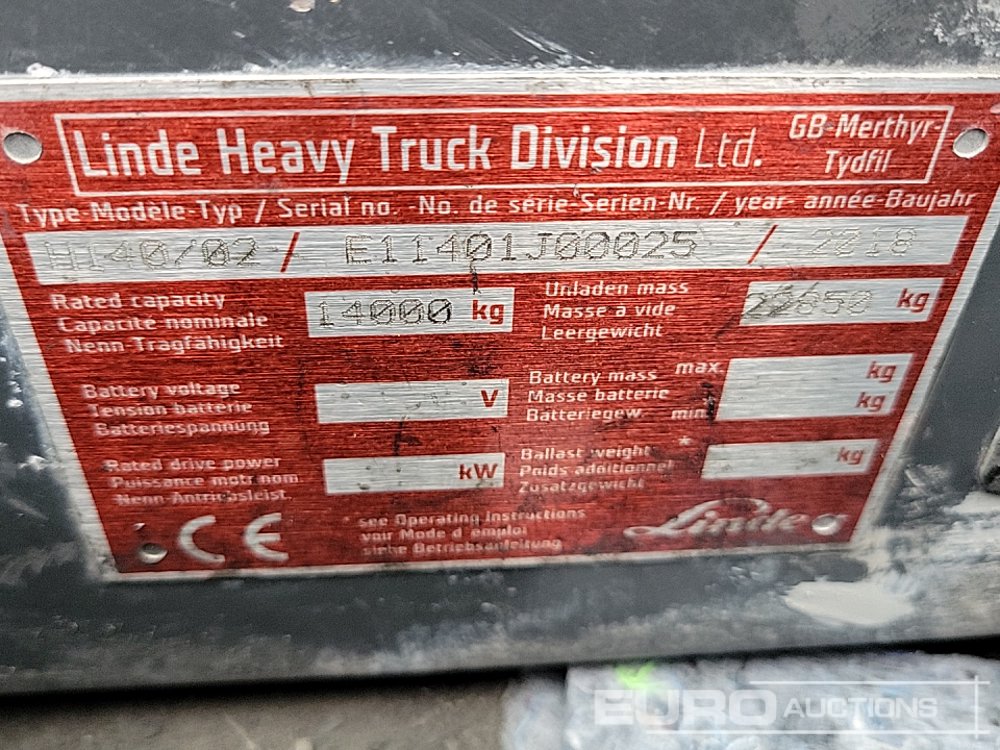 Linde Heavy Truck Division Ltd. GB-Merthyr-
Tydfil
Type-Modèle-Typ / Serial no. -No. de série-Serien-Nr. / year- année-Baujahr
H140/02 / E11401J00025 / 2018
Rated capacity
Capacité nominale
Nenn Tragfähigkeit
14000 kg
Unladen mass
Masse à vide
Leergewicht
kg
Battery voltage
Tension batterie
Batteriespannung
V
Battery mass max.
Masse batterie
Batteriegew. min.
kg
kg
Rated drive power
Puissance motr nom.
Nenn-Antriebsleist.
kW
Ballast weight *
Poids additionnel
Zusatzgewicht
kg
CE
* see Operating Instructions
voir Mode d'emploi
siehe Betriebsanleitung
Linde
EURO AUCTIONS